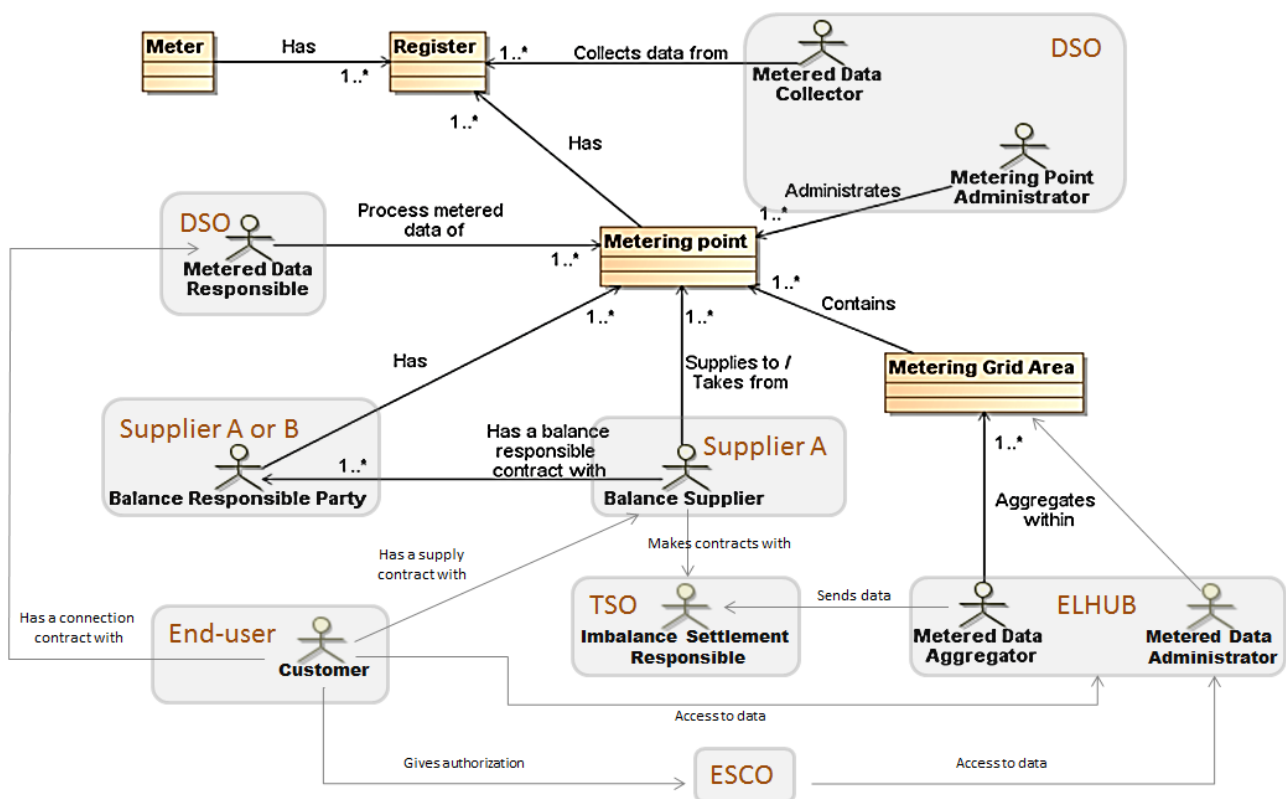 Meter
Has
1..*
Register
1..*
Collects data from
Metered Data
Collector
DSO
1..*
Has
Metering Point
Administrator
Administrates
1..*
DSO
Metered Data
Responsible
Process metered
data of
1..*
Metering point
1..*
Contains
1..*
1..*
Has
Supplies to /
Takes from
Metering Grid Area
1..*
Supplier A or B
Balance Responsible Party
1..*
Has a balance
responsible
contract with
Supplier A
Balance Supplier
Aggregates
within
Has a supply
contract with
Makes contracts with
Has a connection
contract with
End-user
Customer
TSO
Imbalance Settlement
Responsible
Sends data
ELHUB
Metered Data
Aggregator
Metered Data
Administrator
Access to data
Gives authorization
ESCO
Access to data